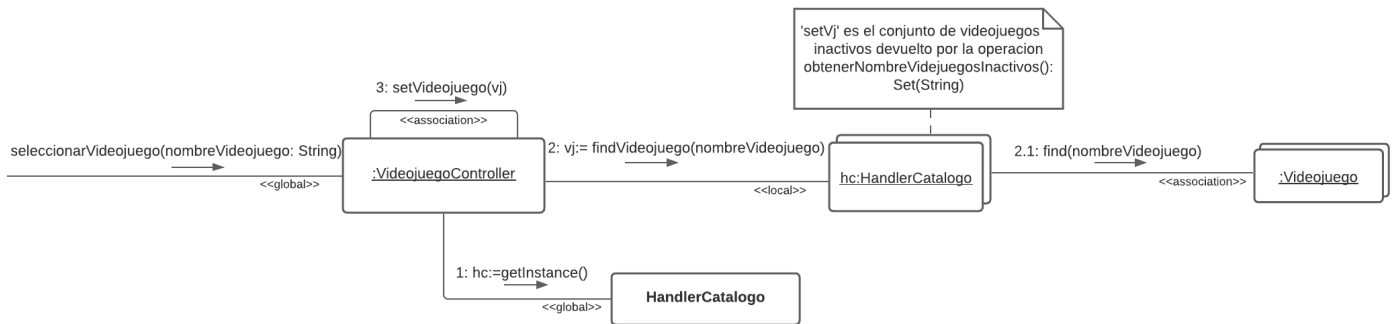 'setVj' es el conjunto de videojuegos
inactivos devuelto por la operacion
obtenerNombreVidejuegosInactivos():
Set(String)
3: setVideojuego(vj)
<<association>>
seleccionarVideojuego(nombreVideojuego: String)
<<global>>
:VideojuegoController
2: vj:= findVideojuego(nombreVideojuego)
<<local>>
hc:HandlerCatalogo
2.1: find(nombreVideojuego)
<<association>>
:Videojuego
1: hc:=getInstance()
<<global>>
HandlerCatalogo